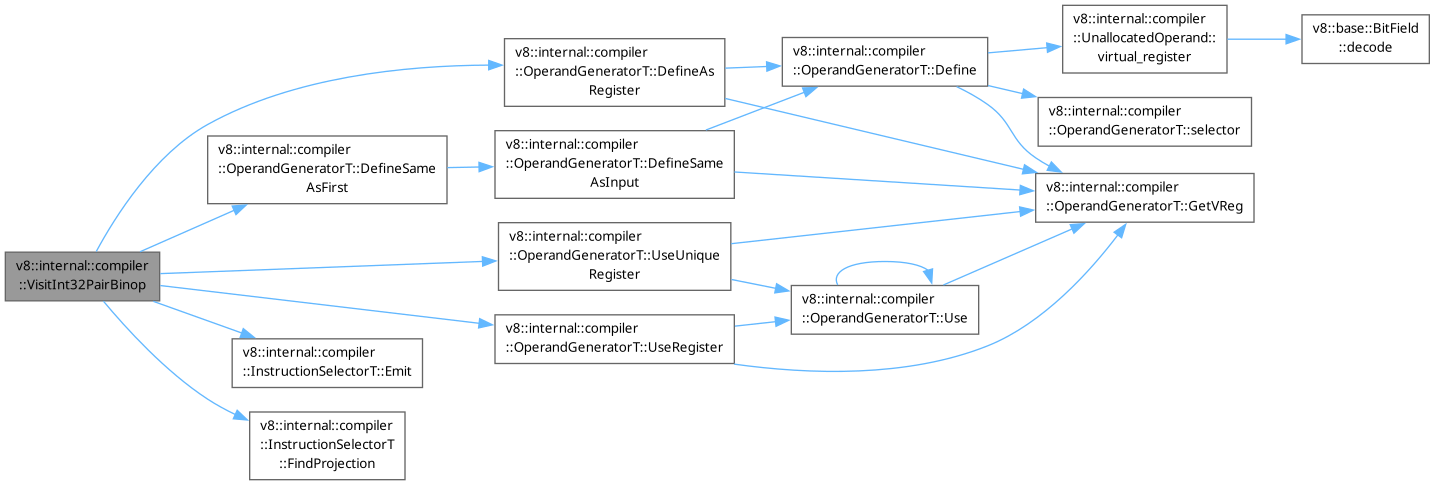 v8::internal::compiler
::VisitInt32PairBinop
v8::internal::compiler
::OperandGeneratorT::DefineAs
Register
v8::internal::compiler
::OperandGeneratorT::Define
v8::internal::compiler
::UnallocatedOperand::
virtual_register
v8::base::BitField
::decode
v8::internal::compiler
::OperandGeneratorT::selector
v8::internal::compiler
::OperandGeneratorT::GetVReg
v8::internal::compiler
::OperandGeneratorT::DefineSame
AsFirst
v8::internal::compiler
::OperandGeneratorT::DefineSame
AsInput
v8::internal::compiler
::OperandGeneratorT::UseUnique
Register
v8::internal::compiler
::OperandGeneratorT::Use
v8::internal::compiler
::OperandGeneratorT::UseRegister
v8::internal::compiler
::InstructionSelectorT::Emit
v8::internal::compiler
::InstructionSelectorT
::FindProjection